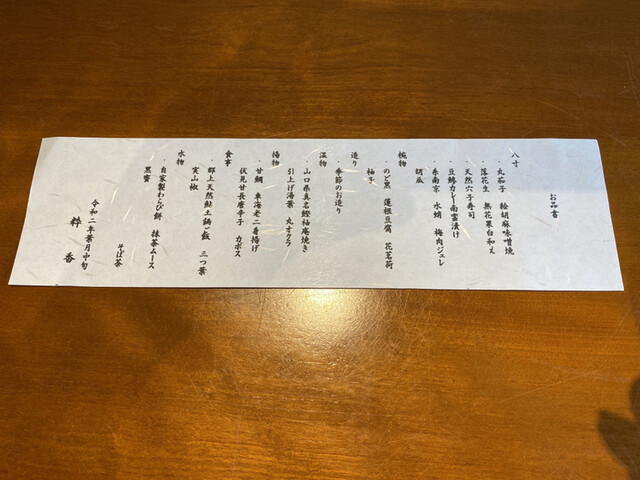 お品書
八寸
・丸茄子　絵胡麻味噌焼
・落花生　無花果白和え
・天然穴子寿司
・豆鯵カレー南蛮漬け
・糸南京　水蛸　梅肉ジュレ
胡瓜
椀物
・のど黒　蓮根豆腐　花茗荷
柚子
造り
・季節のお造り
温物
・山口県真名鰹柚庵焼き
引上げ湯葉　丸オクラ
揚物
・甘鯛　車海老二香揚げ
伏見甘長唐辛子　カボス
食事
・郡上天然鮎土鍋ご飯　三つ葉
実山椒
水物
・自家製わらび餅　抹茶ムース
黒蜜
そば茶
令和二年葉月中旬
粋香